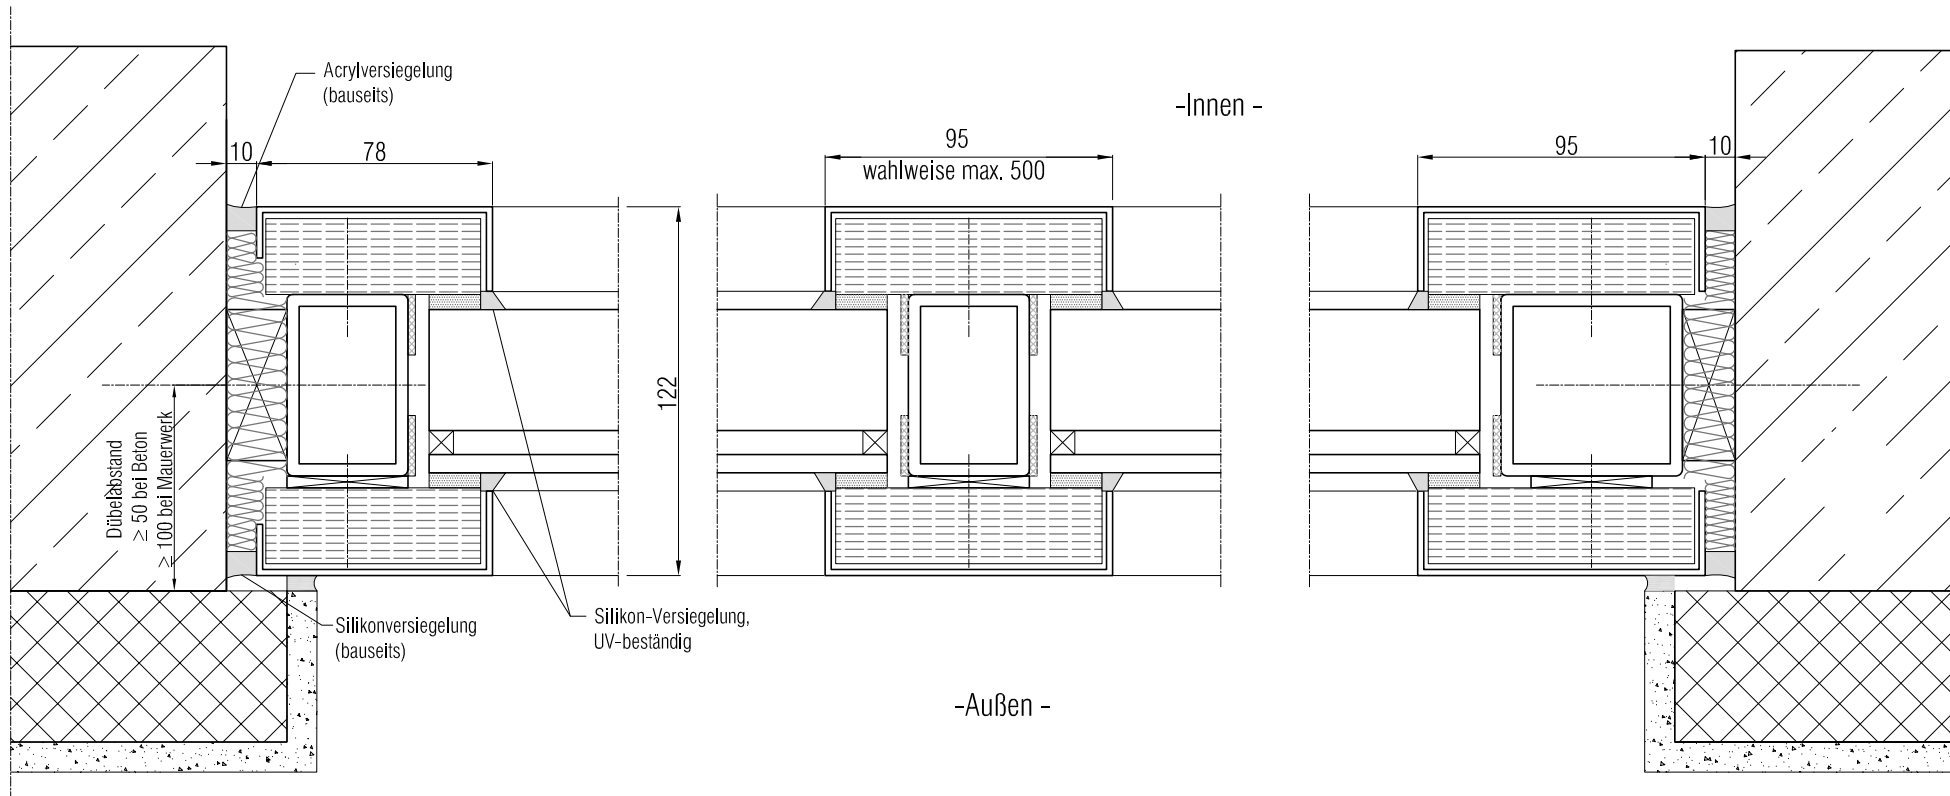 Acrylversiegelung
(bauseits)
-Innen -
10
78
95
wahlweise max. 500
95
10
122
Dübelabstand
≥ 50 bei Beton
≥ 100 bei Mauerwerk
Silikonversiegelung
(bauseits)
Silikon-Versiegelung,
UV-beständig
-Außen -